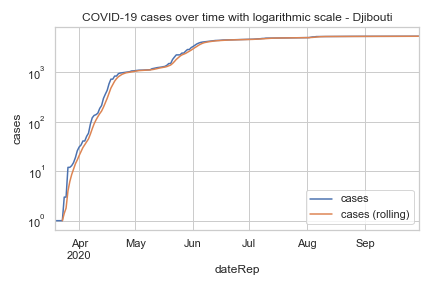 COVID-19 cases over time with logarithmic scale - Djibouti
cases
10³
10²
10¹
10⁰
cases
cases (rolling)
Apr May Jun Jul Aug Sep
2020
dateRep